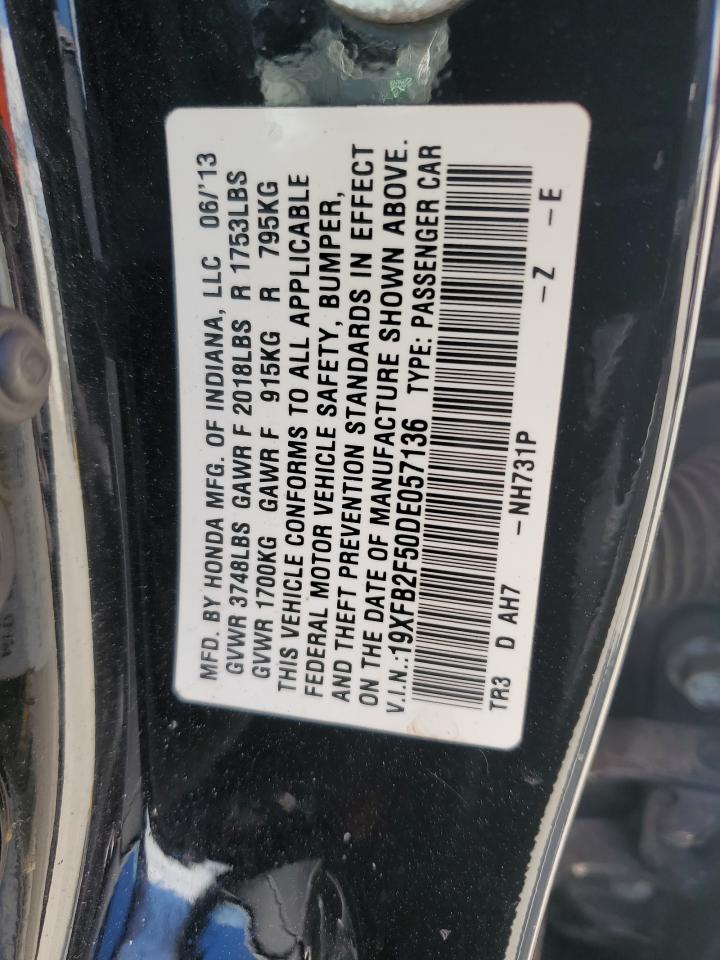 MFD. BY HONDA MFG. OF INDIANA, LLC 06/'13
GVWR 3748LBS GAWR F 2018LBS R 1753LBS
GVWR 1700KG GAWR F 915KG R 795KG
THIS VEHICLE CONFORMS TO ALL APPLICABLE
FEDERAL MOTOR VEHICLE SAFETY, BUMPER,
AND THEFT PREVENTION STANDARDS IN EFFECT
ON THE DATE OF MANUFACTURE SHOWN ABOVE.
V.I.N.:19XFB2F50DE057136 TYPE: PASSENGER CAR
TR3 D AH7 -NH731P -Z -E